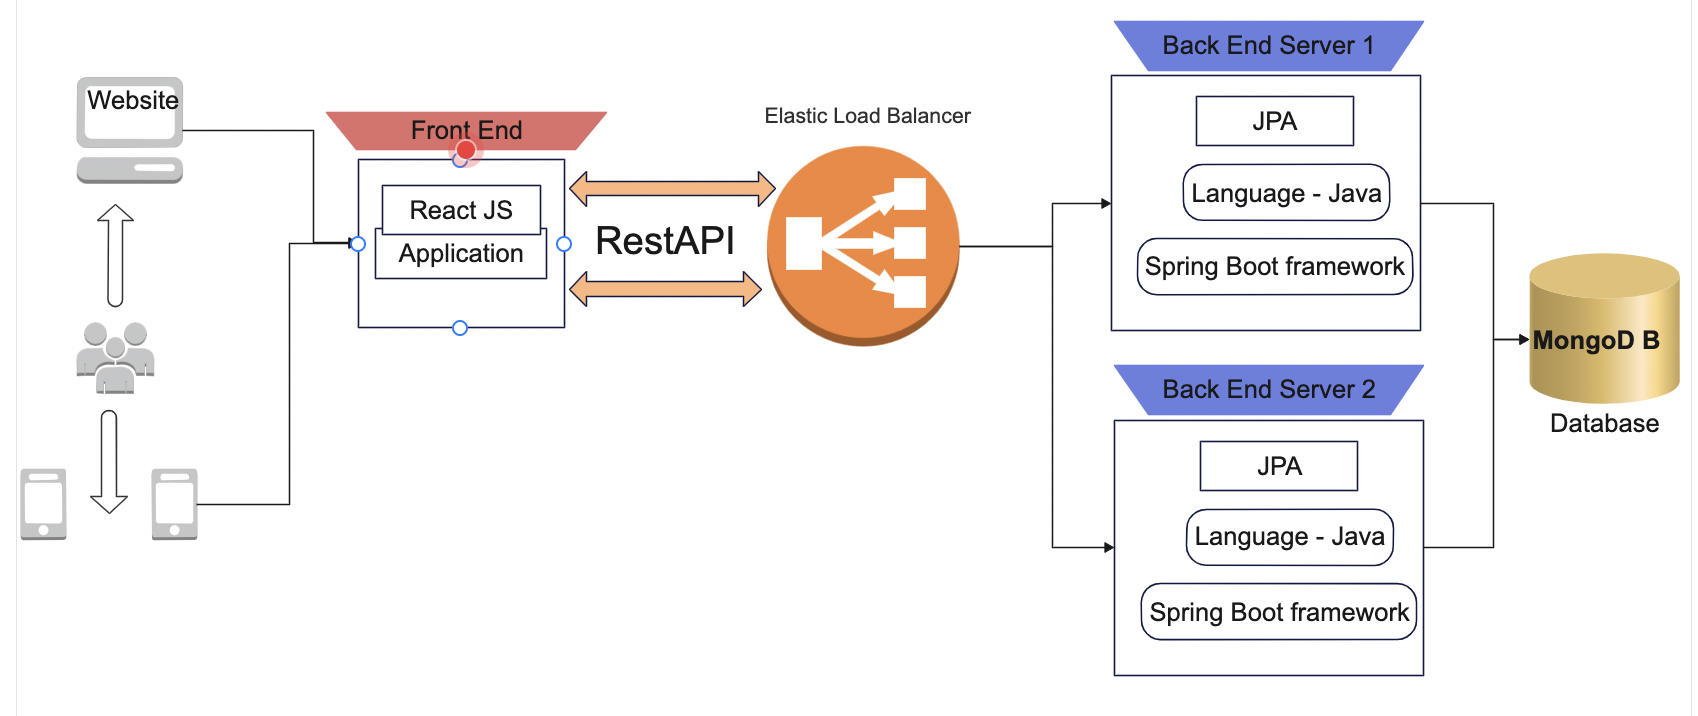 Website
Front End
React JS
Application
RestAPI
Elastic Load Balancer
Back End Server 1
JPA
Language - Java
Spring Boot framework
Back End Server 2
JPA
Language - Java
Spring Boot framework
MongoD B
Database